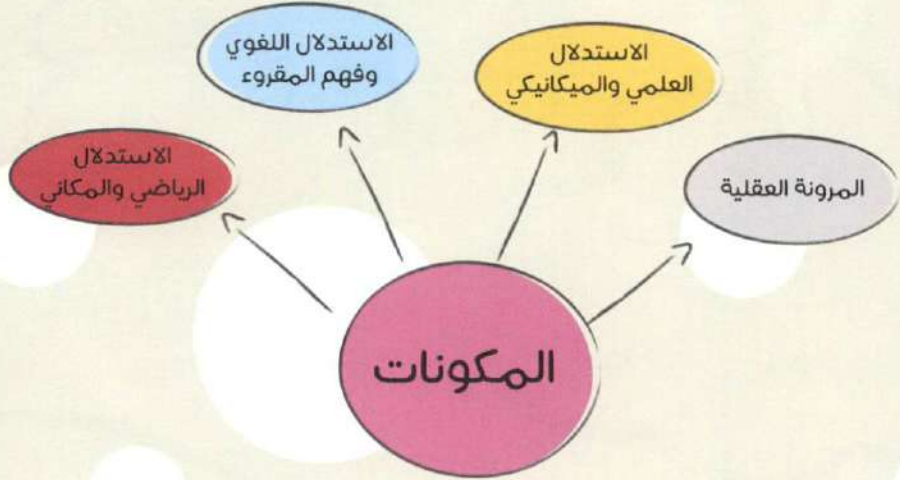 المرونة العقلية
الاستدلال
العلمي والميكانيكي
الاستدلال اللغوي
وفهم المقروء
الاستدلال
الرياضي والمكاني
المكونات